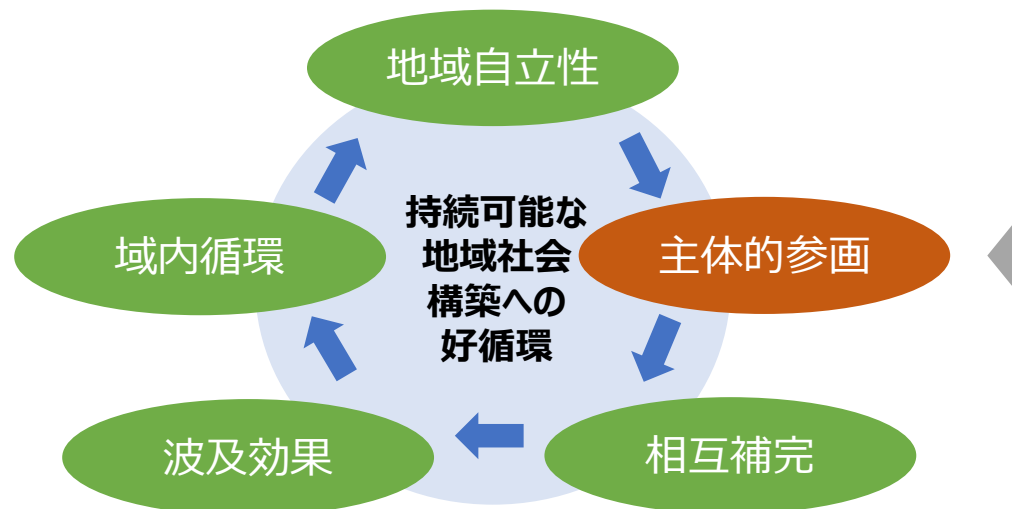 地域自立性
持続可能な
地域社会
構築への
好循環
域内循環
主体的参画
波及効果
相互補完